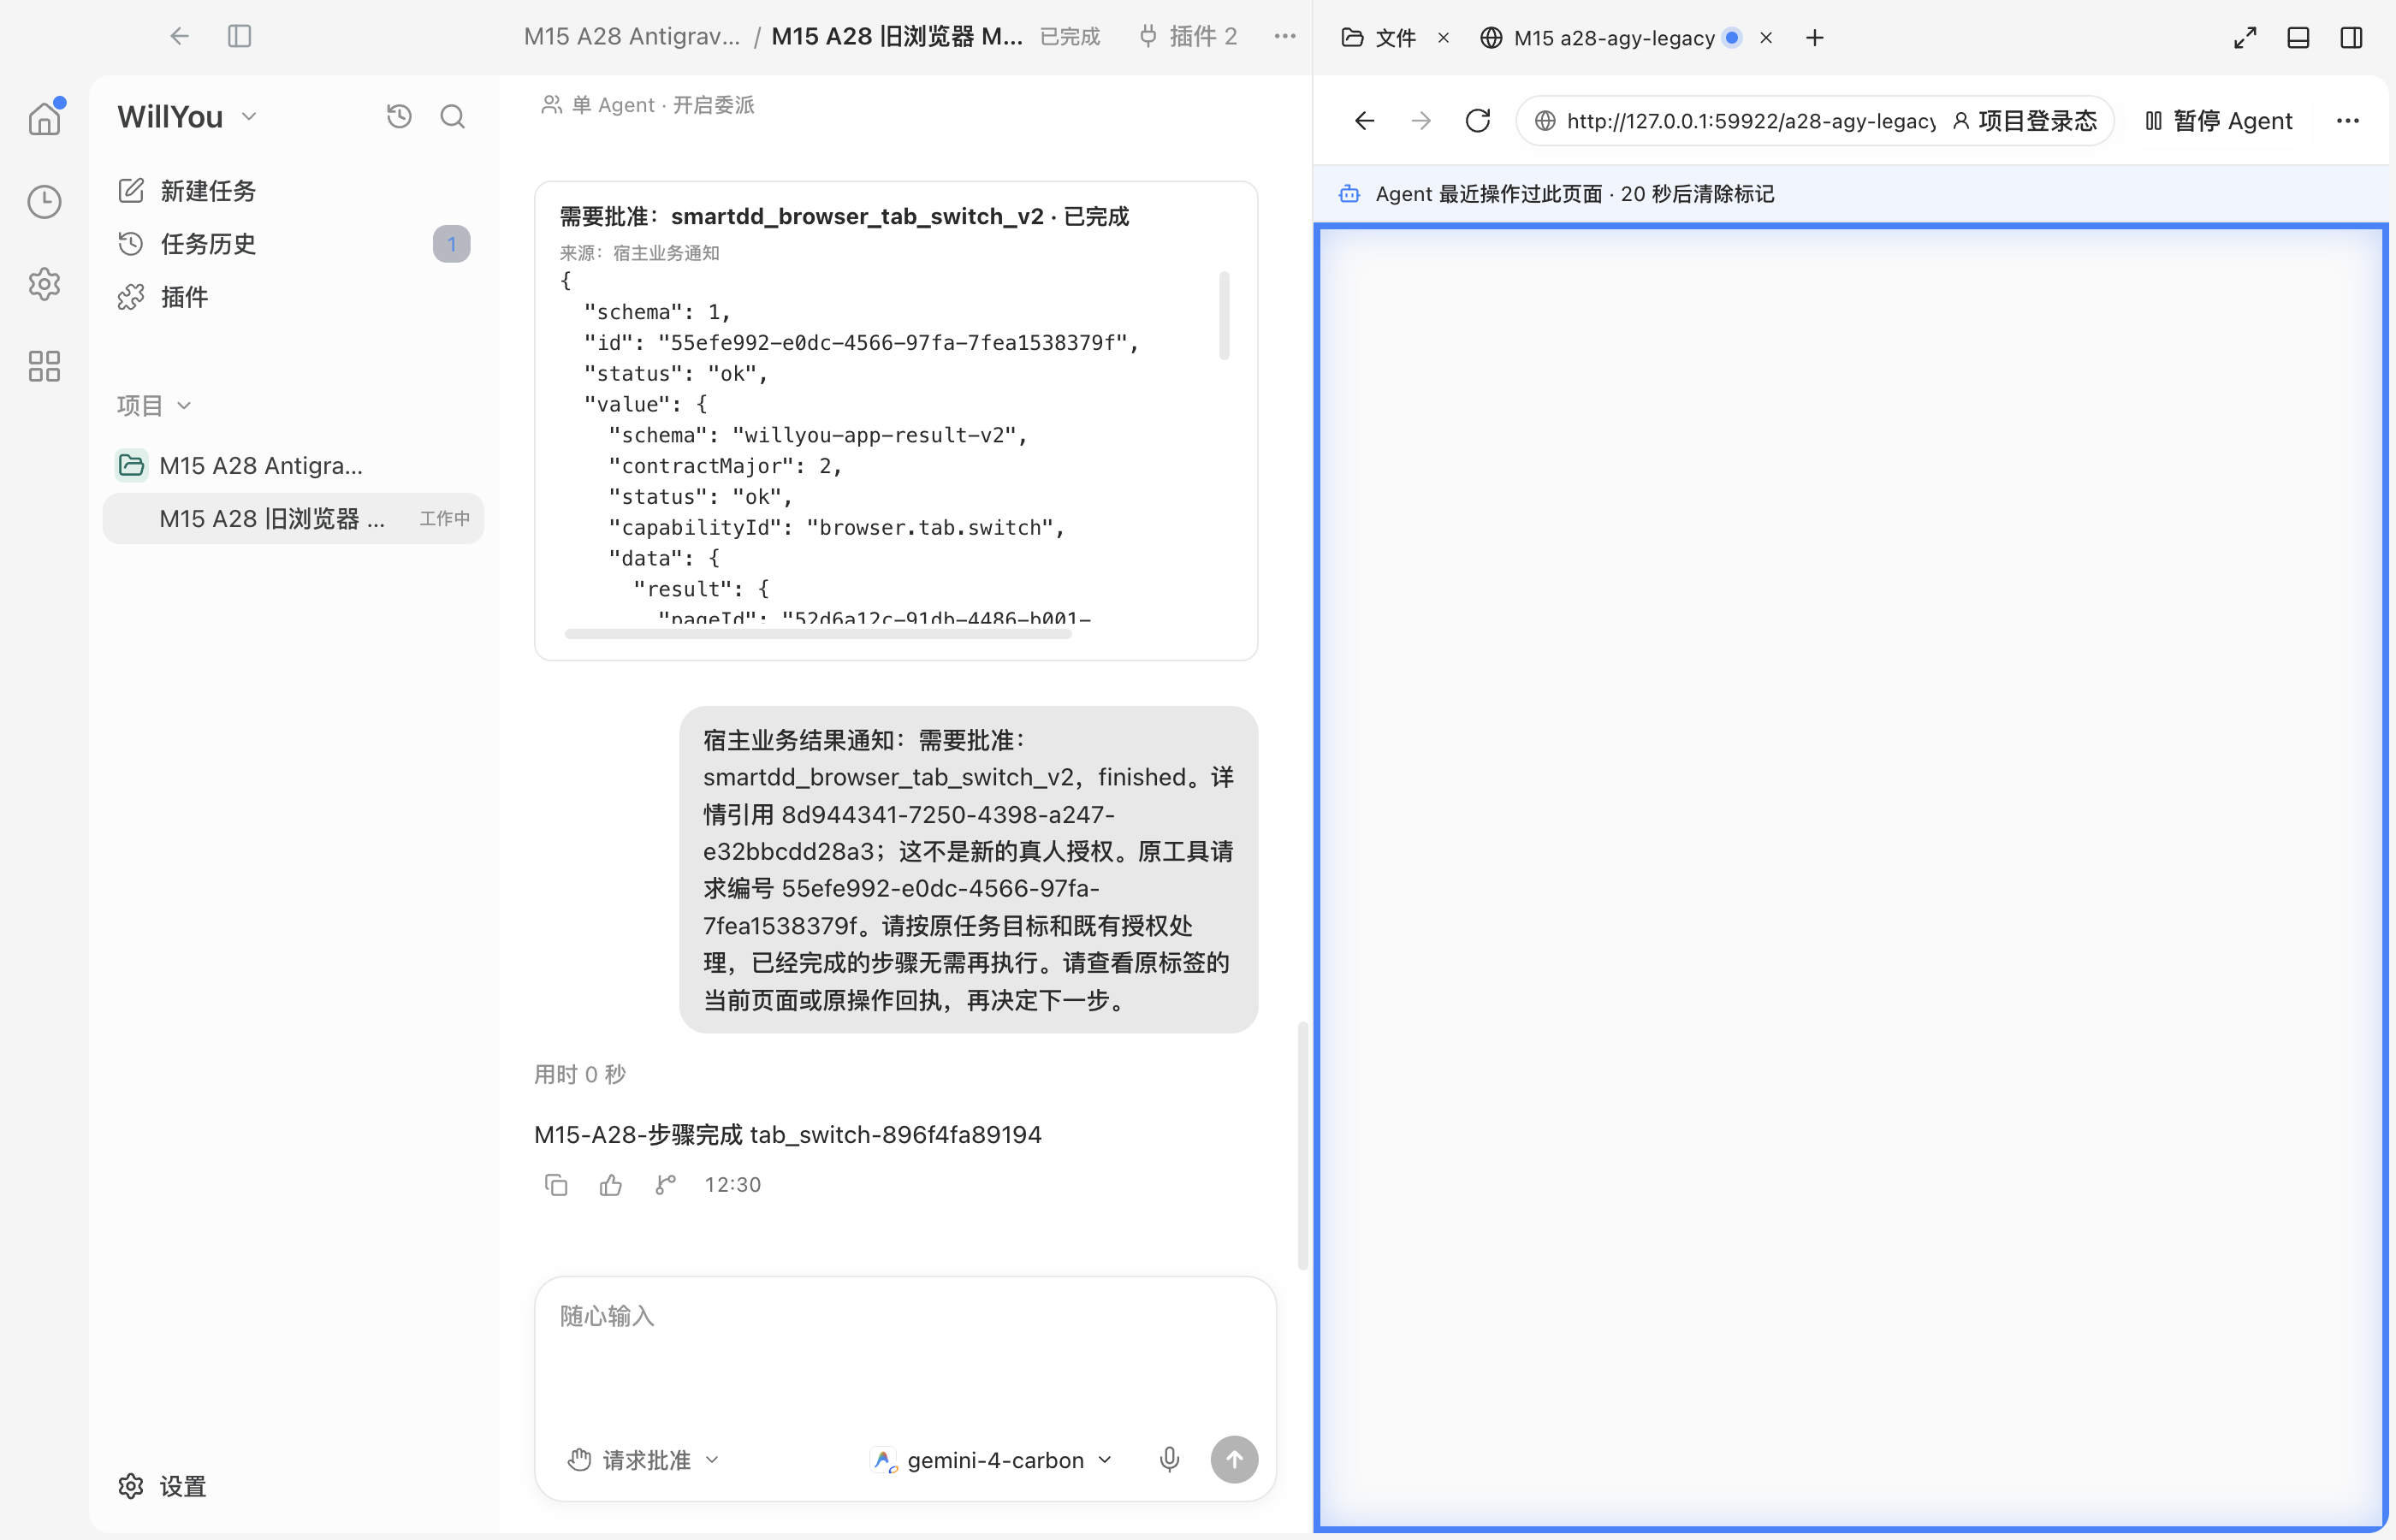 M15 A28 Antigrav... / M15 A28 旧浏览器 M... 已完成 插件 2
文件
M15 a28-agy-legacy
WillYou
新建任务
任务历史 1
插件
项目
M15 A28 Antigra...
M15 A28 旧浏览器 ... 工作中
设置
单 Agent · 开启委派
需要批准：smartdd_browser_tab_switch_v2 · 已完成
来源：宿主业务通知
{
"schema": 1,
"id": "55efe992-e0dc-4566-97fa-7fea1538379f",
"status": "ok",
"value": {
"schema": "willyou-app-result-v2",
"contractMajor": 2,
"status": "ok",
"capabilityId": "browser.tab.switch",
"data": {
"result": {
"pageId": "52d6a12c-91db-4486-b001-
宿主业务结果通知：需要批准：
smartdd_browser_tab_switch_v2，finished。详
情引用 8d944341-7250-4398-a247-
e32bbcdd28a3；这不是新的真人授权。原工具请
求编号 55efe992-e0dc-4566-97fa-
7fea1538379f。请按原任务目标和既有授权处
理，已经完成的步骤无需再执行。请查看原标签的
当前页面或原操作回执，再决定下一步。
用时 0 秒
M15-A28-步骤完成 tab_switch-896f4fa89194
12:30
随心输入
请求批准
gemini-4-carbon
http://127.0.0.1:59922/a28-agy-legacy
项目登录态
暂停 Agent
Agent 最近操作过此页面 · 20 秒后清除标记